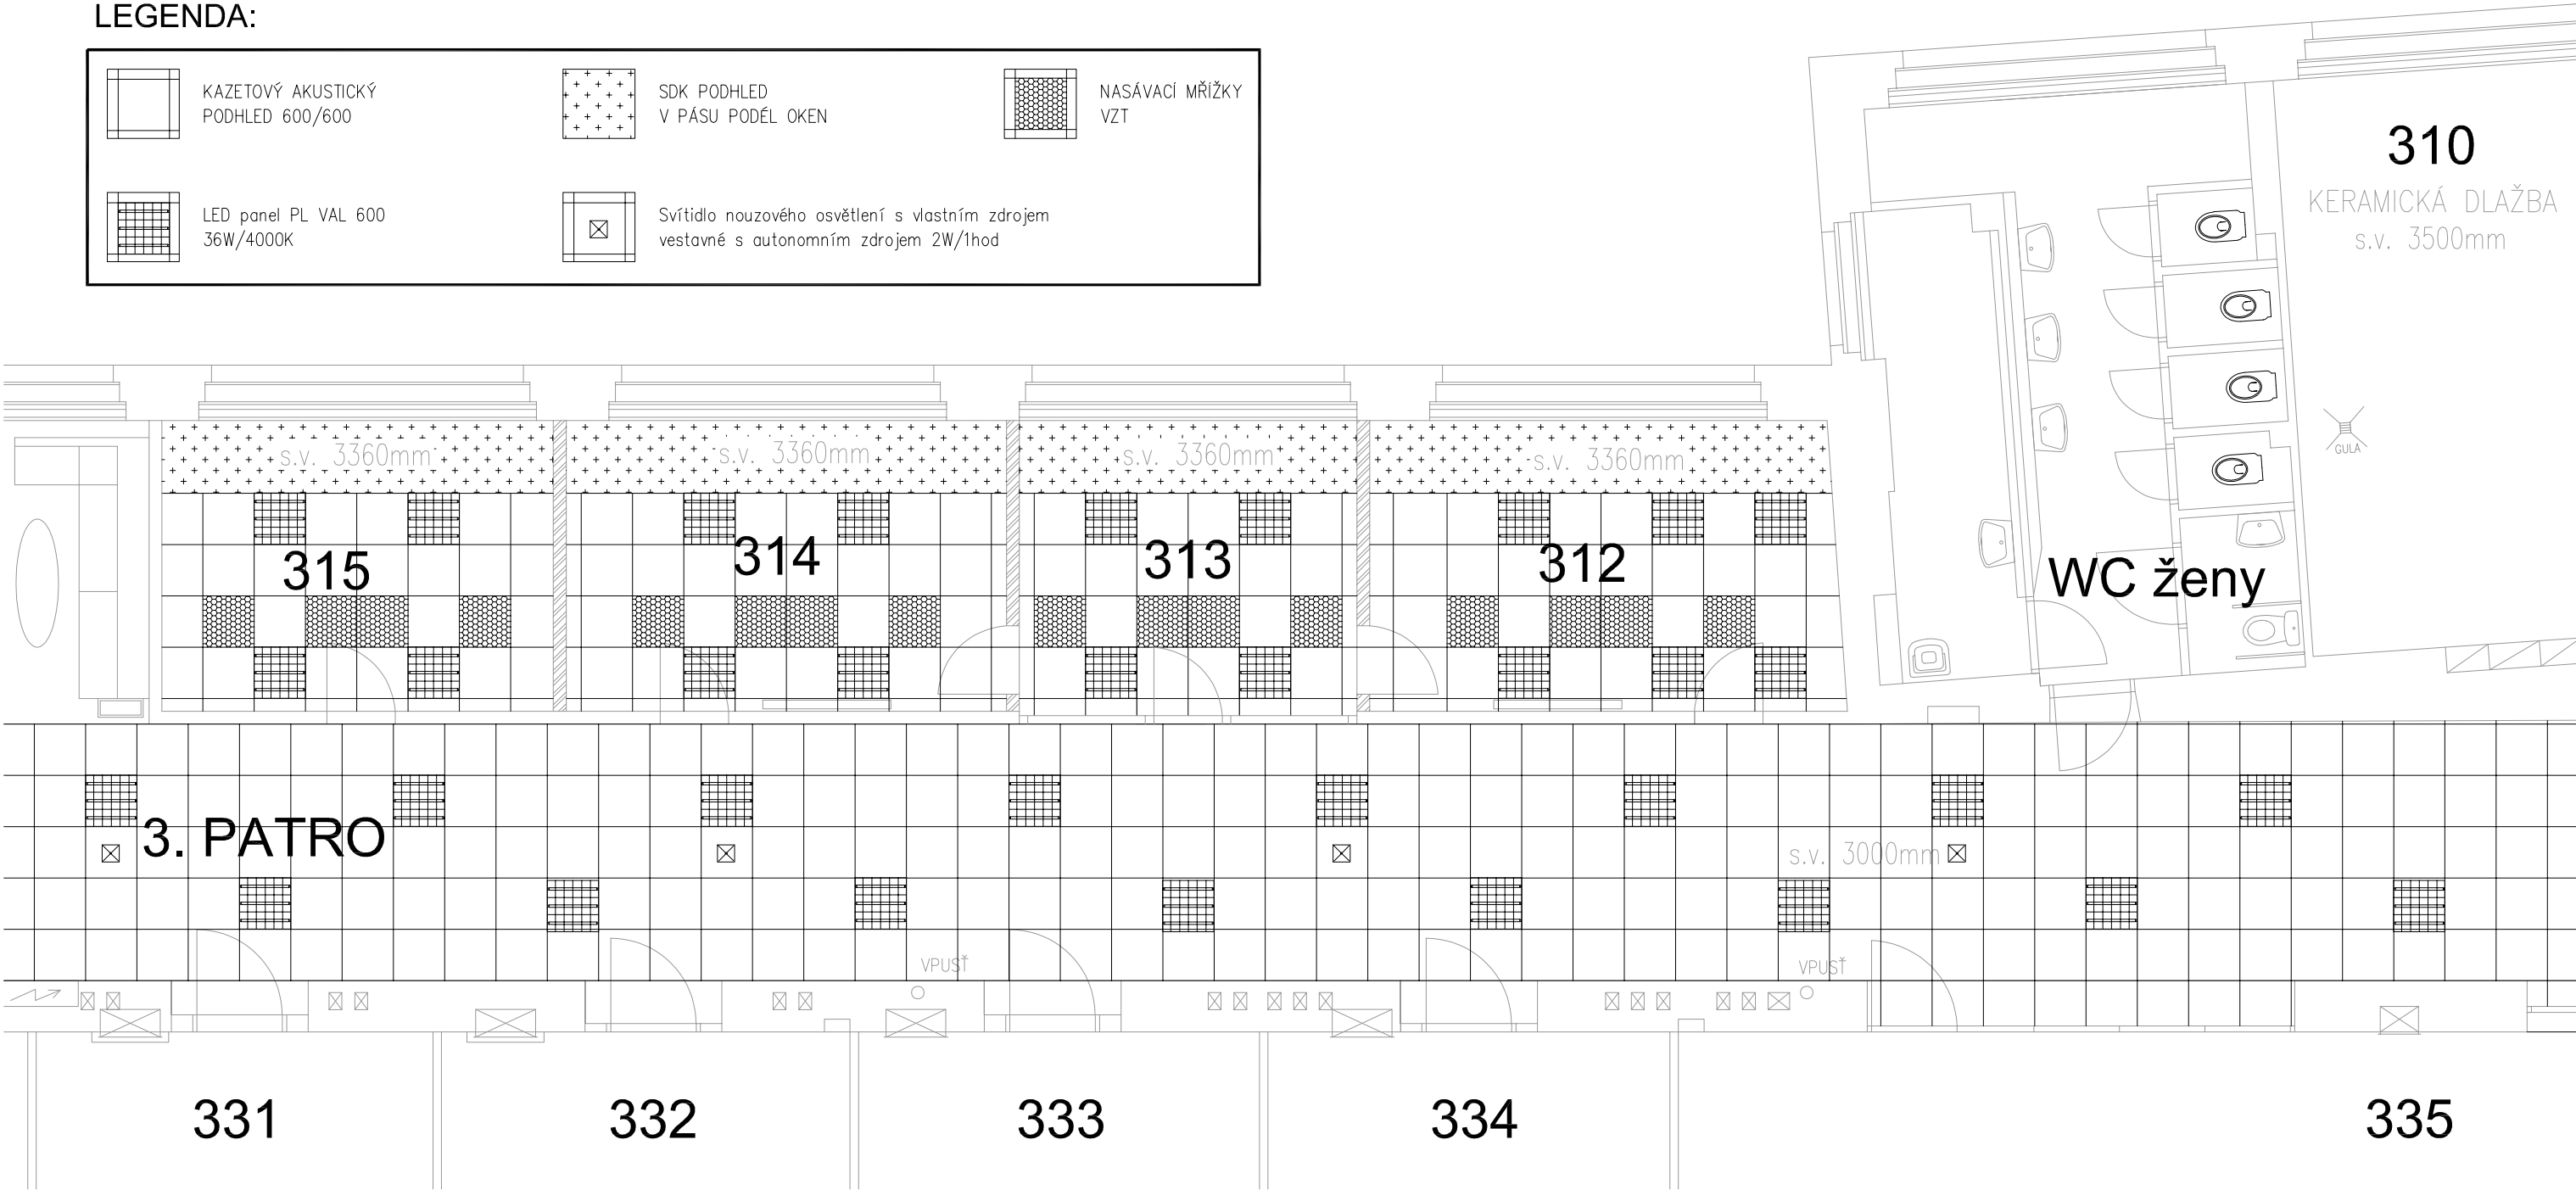 LEGENDA:
KAZETOVÝ AKUSTICKÝ
PODHLED 600/600
SDK PODHLED
V PÁSU PODÉL OKEN
NASÁVACÍ MŘÍŽKY
VZT
LED panel PL VAL 600
36W/4000K
Svítidlo nouzového osvětlení s vlastním zdrojem
vestavné s autonomním zdrojem 2W/1hod
310
KERAMICKÁ DLAŽBA
s.v. 3500mm
GULA
s.v. 3360mm
s.v. 3360mm
s.v. 3360mm
s.v. 3360mm
315
314
313
312
WC ženy
3. PATRO
s.v. 3000mm
VPUSŤ
VPUSŤ
331
332
333
334
335